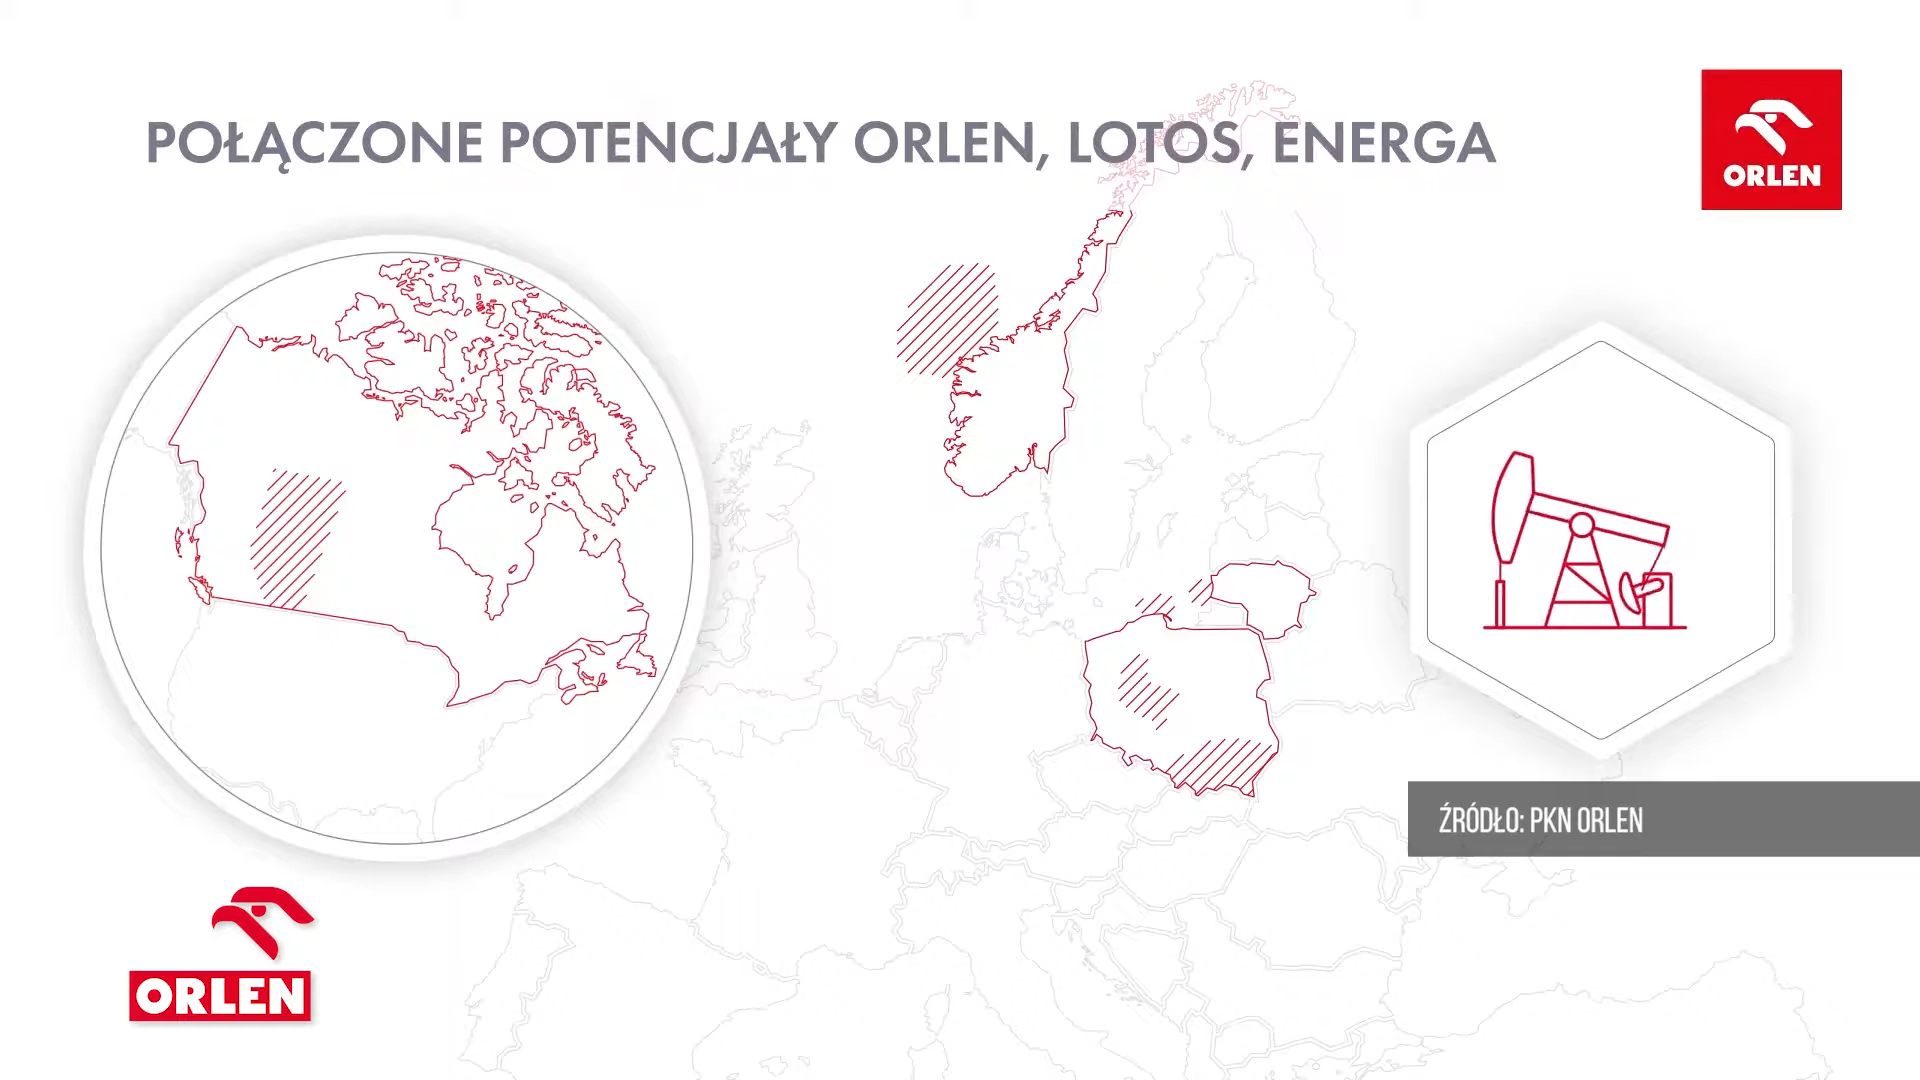 POŁĄCZONE POTENCJAŁY ORLEN, LOTOS, ENERGA
ORLEN
ŹRÓDŁO: PKN ORLEN
ORLEN